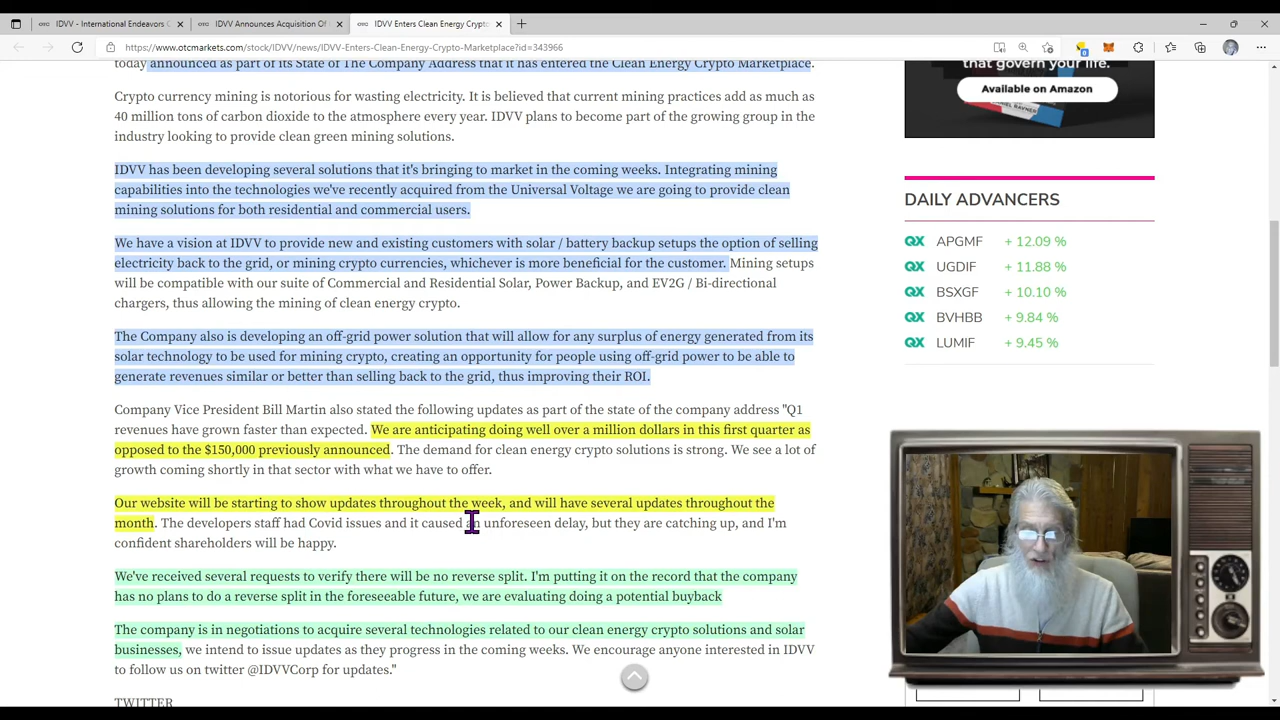 IDVV - International Endeavors C
IDVV Announces Acquisition Of
IDVV Enters Clean Energy Crypto
https://www.otcmarkets.com/stock/IDVV/news/IDVV-Enters-Clean-Energy-Crypto-Marketplace?id=343966
today announced as part of its State of The Company Address that it has entered the Clean Energy Crypto Marketplace.
Crypto currency mining is notorious for wasting electricity. It is believed that current mining practices add as much as
40 million tons of carbon dioxide to the atmosphere every year. IDVV plans to become part of the growing group in the
industry looking to provide clean green mining solutions.
IDVV has been developing several solutions that it's bringing to market in the coming weeks. Integrating mining
capabilities into the technologies we've recently acquired from the Universal Voltage we are going to provide clean
mining solutions for both residential and commercial users.
We have a vision at IDVV to provide new and existing customers with solar / battery backup setups the option of selling
electricity back to the grid, or mining crypto currencies, whichever is more beneficial for the customer. Mining setups
will be compatible with our suite of Commercial and Residential Solar, Power Backup, and EV2G / Bi-directional
chargers, thus allowing the mining of clean energy crypto.
The Company also is developing an off-grid power solution that will allow for any surplus of energy generated from its
solar technology to be used for mining crypto, creating an opportunity for people using off-grid power to be able to
generate revenues similar or better than selling back to the grid, thus improving their ROI.
Company Vice President Bill Martin also stated the following updates as part of the state of the company address "Q1
revenues have grown faster than expected. We are anticipating doing well over a million dollars in this first quarter as
opposed to the $150,000 previously announced. The demand for clean energy crypto solutions is strong. We see a lot of
growth coming shortly in that sector with what we have to offer.
Our website will be starting to show updates throughout the week, and will have several updates throughout the
month. The developers staff had Covid issues and it caused an unforeseen delay, but they are catching up, and I'm
confident shareholders will be happy.
We've received several requests to verify there will be no reverse split. I'm putting it on the record that the company
has no plans to do a reverse split in the foreseeable future, we are evaluating doing a potential buyback
The company is in negotiations to acquire several technologies related to our clean energy crypto solutions and solar
businesses, we intend to issue updates as they progress in the coming weeks. We encourage anyone interested in IDVV
to follow us on twitter @IDVVCorp for updates."
TWITTER
that govern your life.
Available on Amazon
DAILY ADVANCERS
QX APGMF + 12.09 %
QX UGDIF + 11.88 %
QX BSXGF + 10.10 %
QX BVHBB + 9.84 %
QX LUMIF + 9.45 %